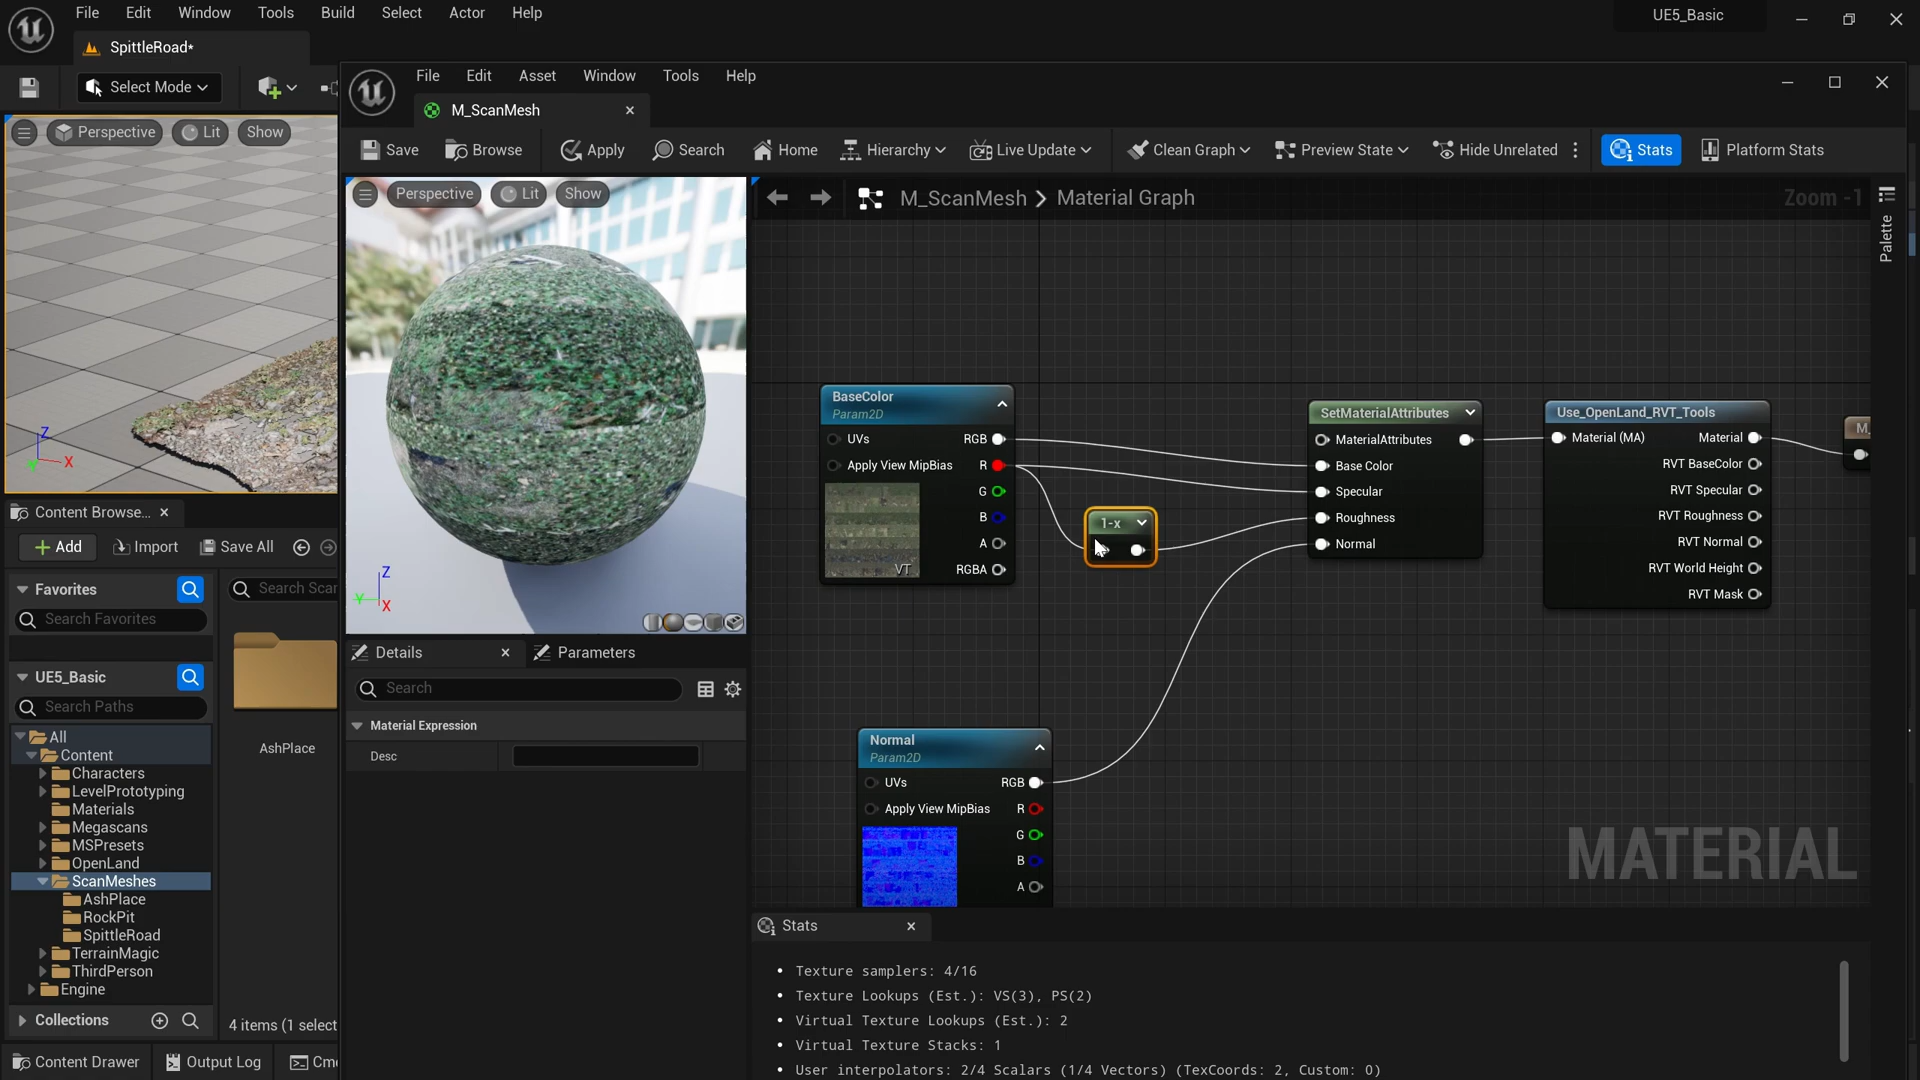 File Edit Window Tools Build Select Actor Help
UE5_Basic
SpittleRoad*
Select Mode
File Edit Asset Window Tools Help
M_ScanMesh
Save Browse Apply Search Home Hierarchy Live Update Clean Graph Preview State Hide Unrelated Stats Platform Stats
Perspective Lit Show
Perspective Lit Show
M_ScanMesh > Material Graph
Zoom -1
Palette
BaseColor
Param2D
UVs RGB
Apply View MipBias R
G
B
A
RGBA
VT
1-x
SetMaterialAttributes
MaterialAttributes
Base Color
Specular
Roughness
Normal
Use_OpenLand_RVT_Tools
Material (MA) Material
RVT BaseColor
RVT Specular
RVT Roughness
RVT Normal
RVT World Height
RVT Mask
M_
Normal
Param2D
UVs RGB
Apply View MipBias R
G
B
A
MATERIAL
Z
X
Y
Z
Y
X
Content Browse...
Add Import Save All
Favorites
Search Favorites
Search Scar
UE5_Basic
Search Paths
All
Content
Characters
LevelPrototyping
Materials
Megascans
MSPresets
OpenLand
ScanMeshes
AshPlace
RockPit
SpittleRoad
TerrainMagic
ThirdPerson
Engine
Collections
AshPlace
4 items (1 select
Content Drawer Output Log Cm
Details Parameters
Search
Material Expression
Desc
Stats
• Texture samplers: 4/16
• Texture Lookups (Est.): VS(3), PS(2)
• Virtual Texture Lookups (Est.): 2
• Virtual Texture Stacks: 1
• User interpolators: 2/4 Scalars (1/4 Vectors) (TexCoords: 2, Custom: 0)